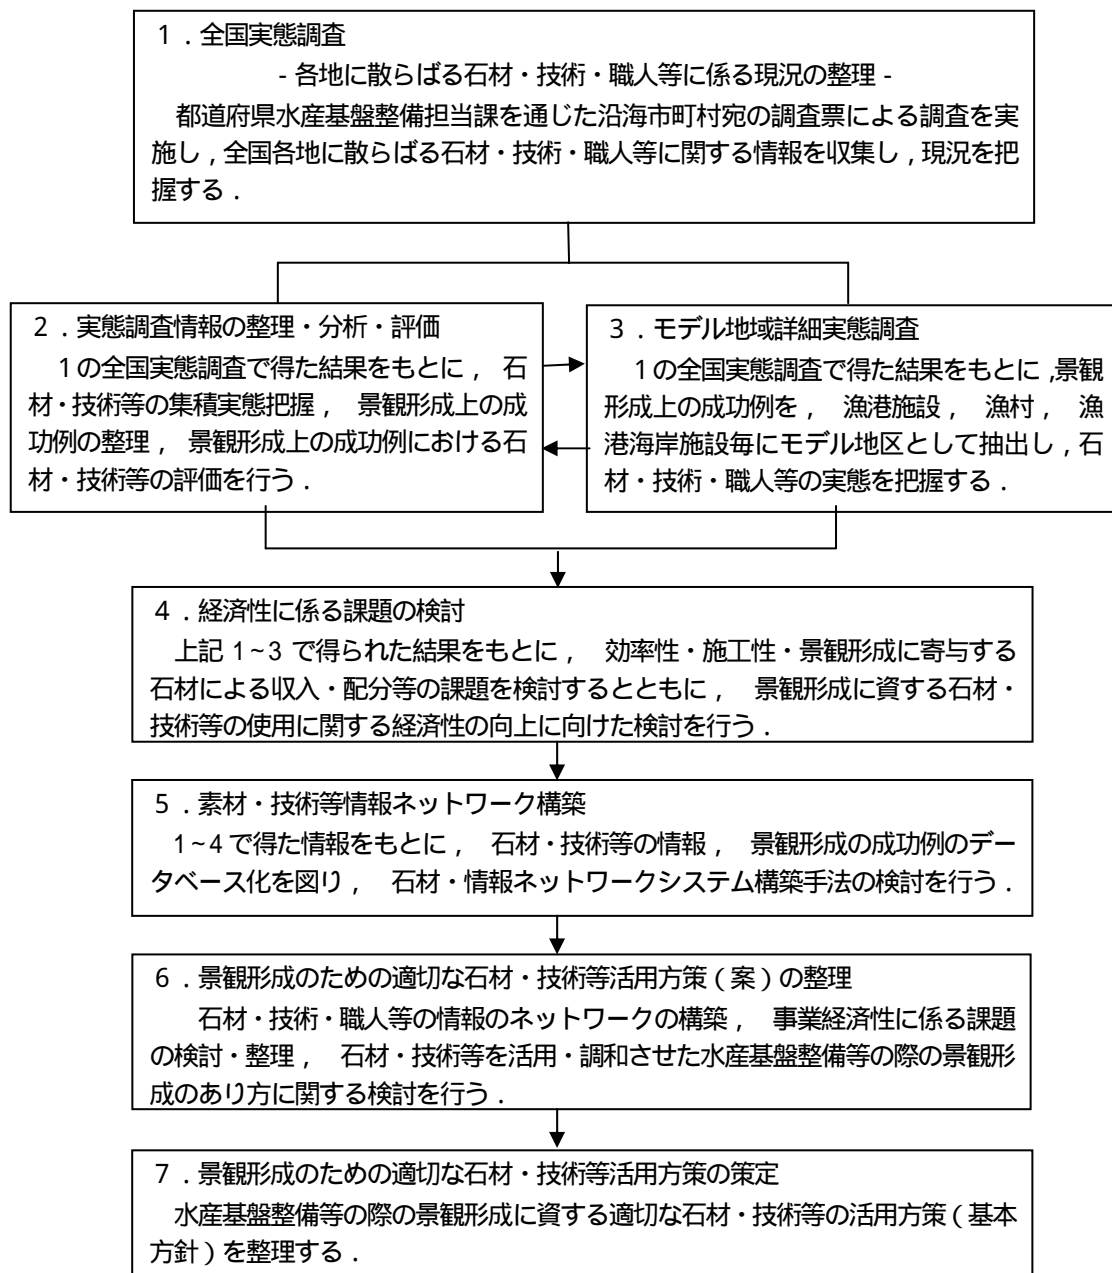 1．全国実態調査
- 各地に散らばる石材・技術・職人等に係る現況の整理 -
都道府県水産基盤整備担当課を通じた沿海市町村宛の調査票による調査を実
施し，全国各地に散らばる石材・技術・職人等に関する情報を収集し，現況を把
握する．
2．実態調査情報の整理・分析・評価
1の全国実態調査で得た結果をもとに，　石
材・技術等の集積実態把握，　景観形成上の成
功例の整理，　景観形成上の成功例における石
材・技術等の評価を行う．
3．モデル地域詳細実態調査
1の全国実態調査で得た結果をもとに，景観
形成上の成功例を，　漁港施設，　漁村，　漁
港海岸施設毎にモデル地区として抽出し，石
材・技術・職人等の実態を把握する．
4．経済性に係る課題の検討
上記 1~3 で得られた結果をもとに，　効率性・施工性・景観形成に寄与する
石材による収入・配分等の課題を検討するとともに，　景観形成に資する石材・
技術等の使用に関する経済性の向上に向けた検討を行う．
5．素材・技術等情報ネットワーク構築
1~4 で得た情報をもとに，　石材・技術等の情報，　景観形成の成功例のデー
タベース化を図り，　石材・情報ネットワークシステム構築手法の検討を行う．
6．景観形成のための適切な石材・技術等活用方策（案）の整理
石材・技術・職人等の情報のネットワークの構築，　事業経済性に係る課題
の検討・整理，　石材・技術等を活用・調和させた水産基盤整備等の際の景観形
成のあり方に関する検討を行う．
7．景観形成のための適切な石材・技術等活用方策の策定
水産基盤整備等の際の景観形成に資する適切な石材・技術等の活用方策（基本
方針）を整理する．